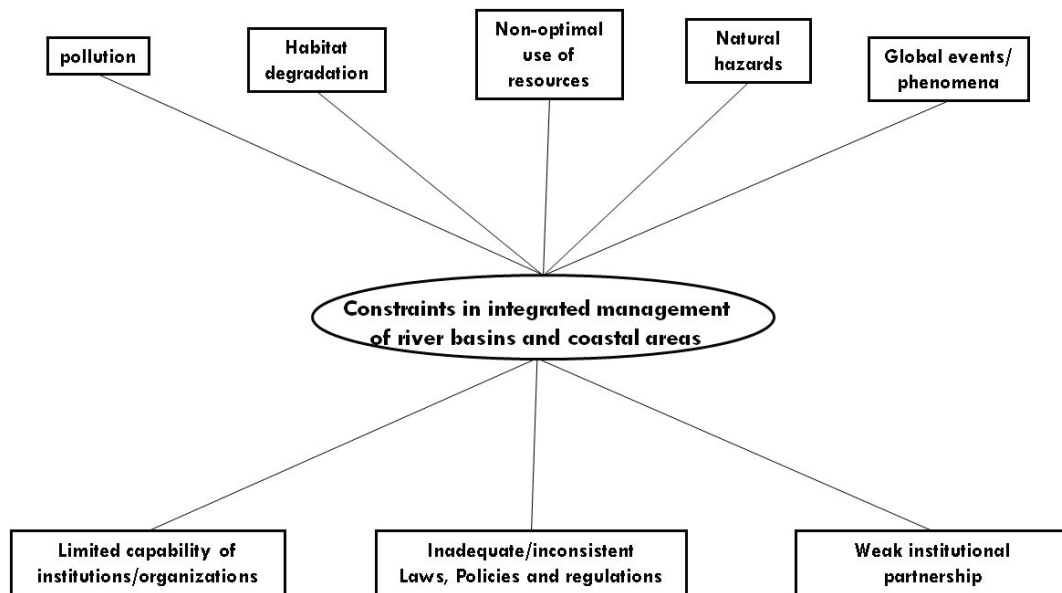 pollution
Habitat
degradation
Non-optimal
use of
resources
Natural
hazards
Global events/
phenomena
Constraints in integrated management
of river basins and coastal areas
Limited capability of
institutions/organizations
Inadequate/inconsistent
Laws, Policies and regulations
Weak institutional
partnership